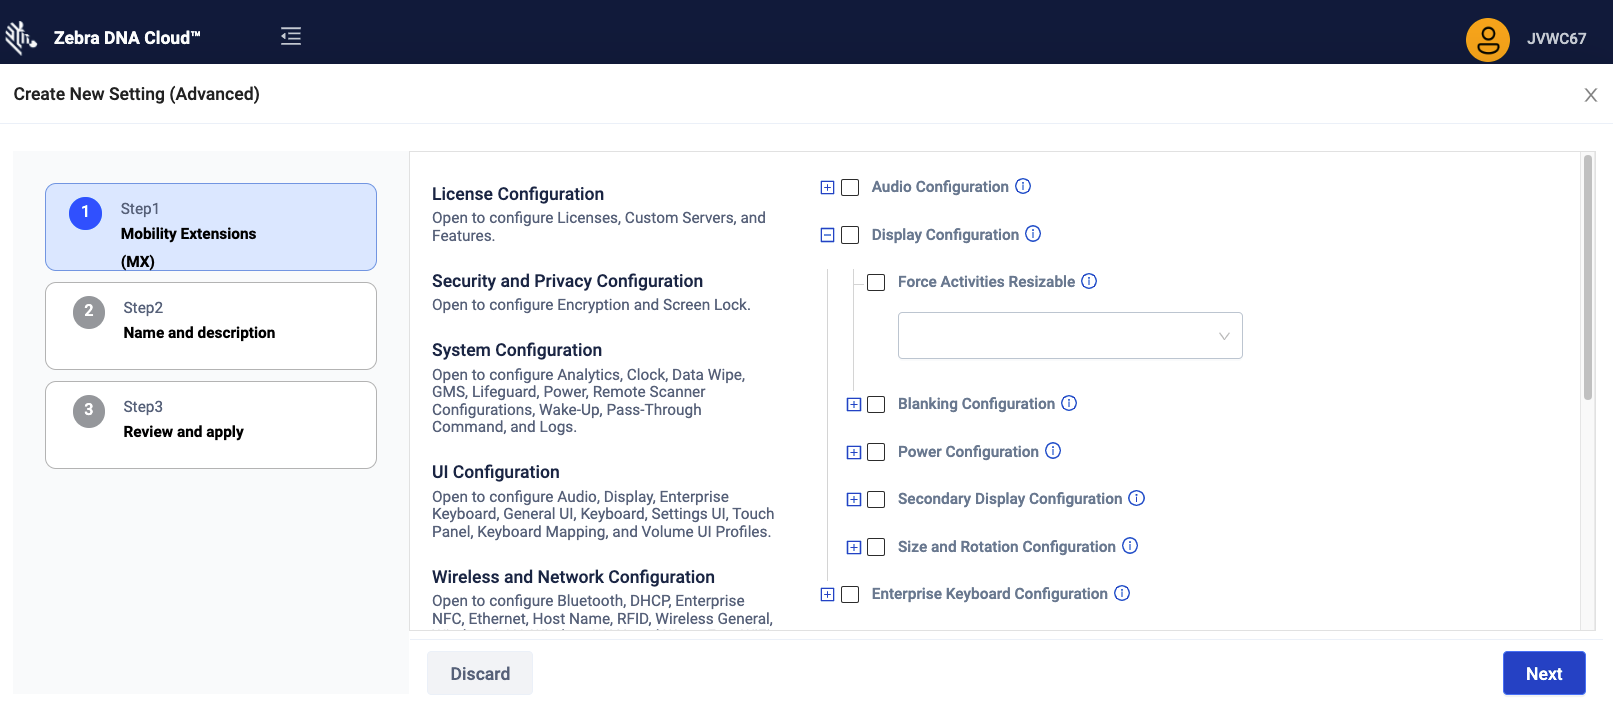 Zebra DNA Cloud™
JVWC67
Create New Setting (Advanced)
1
Step1
Mobility Extensions
(MX)
2
Step2
Name and description
3
Step3
Review and apply
License Configuration
Open to configure Licenses, Custom Servers, and
Features.
Security and Privacy Configuration
Open to configure Encryption and Screen Lock.
System Configuration
Open to configure Analytics, Clock, Data Wipe,
GMS, Lifeguard, Power, Remote Scanner
Configurations, Wake-Up, Pass-Through
Command, and Logs.
UI Configuration
Open to configure Audio, Display, Enterprise
Keyboard, General UI, Keyboard, Settings UI, Touch
Panel, Keyboard Mapping, and Volume UI Profiles.
Wireless and Network Configuration
Open to configure Bluetooth, DHCP, Enterprise
NFC, Ethernet, Host Name, RFID, Wireless General,
Audio Configuration
Display Configuration
Force Activities Resizable
Blanking Configuration
Power Configuration
Secondary Display Configuration
Size and Rotation Configuration
Enterprise Keyboard Configuration
Discard
Next